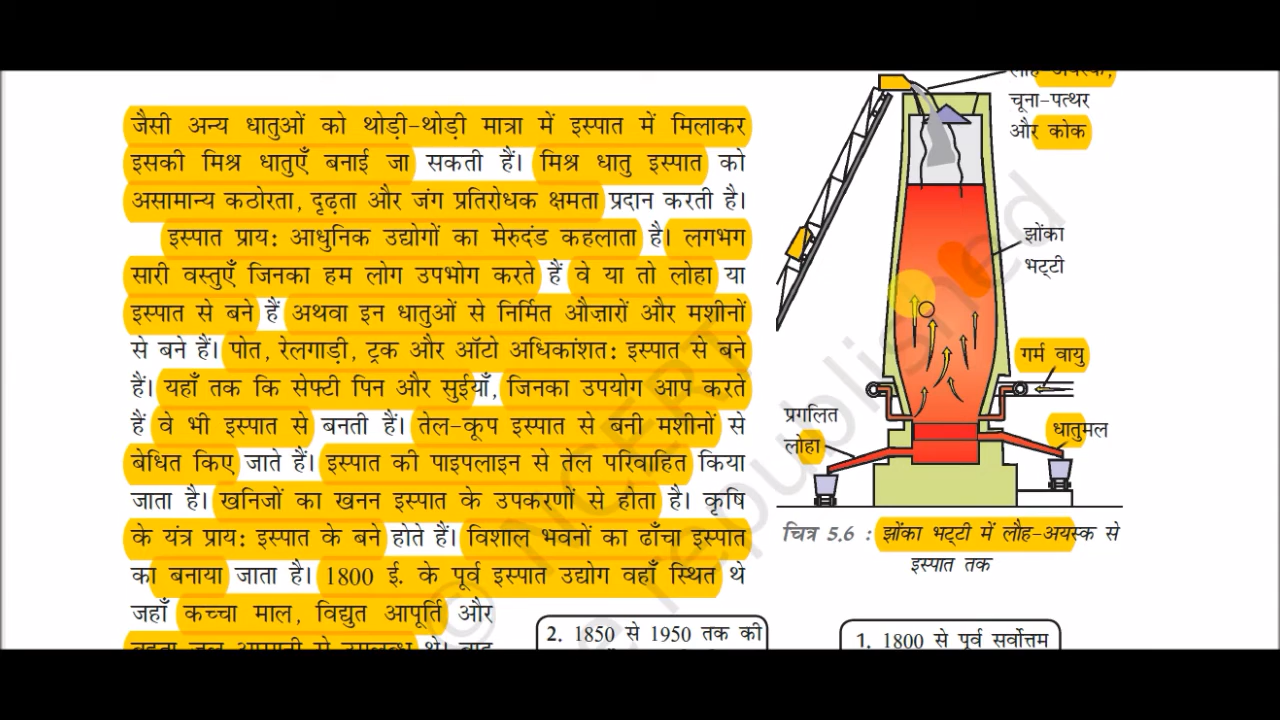 जैसी अन्य धातुओं को थोड़ी-थोड़ी मात्रा में इस्पात में मिलाकर
इसकी मिश्र धातुएँ बनाई जा सकती हैं। मिश्र धातु इस्पात को
असामान्य कठोरता, दृढ़ता और जंग प्रतिरोधक क्षमता प्रदान करती है।
इस्पात प्राय: आधुनिक उद्योगों का मेरुदंड कहलाता है। लगभग
सारी वस्तुएँ जिनका हम लोग उपभोग करते हैं वे या तो लोहा या
इस्पात से बने हैं अथवा इन धातुओं से निर्मित औज़ारों और मशीनों
से बने हैं। पोत, रेलगाड़ी, ट्रक और ऑटो अधिकांशत: इस्पात से बने
हैं। यहाँ तक कि सेफ्टी पिन और सुईयाँ, जिनका उपयोग आप करते
हैं वे भी इस्पात से बनती हैं। तेल-कूप इस्पात से बनी मशीनों से
बेधित किए जाते हैं। इस्पात की पाइपलाइन से तेल परिवाहित किया
जाता है। खनिजों का खनन इस्पात के उपकरणों से होता है। कृषि
के यंत्र प्राय: इस्पात के बने होते हैं। विशाल भवनों का ढाँचा इस्पात
का बनाया जाता है। 1800 ई. के पूर्व इस्पात उद्योग वहाँ स्थित थे
जहाँ कच्चा माल, विद्युत आपूर्ति और
लौह-अयस्क,
चूना-पत्थर
और कोक
झोंका
भट्टी
गर्म वायु
प्रगलित
लोहा
धातुमल
चित्र 5.6 : झोंका भट्टी में लौह-अयस्क से
इस्पात तक
2. 1850 से 1950 तक की
1. 1800 से पूर्व सर्वोत्तम
© NCERT
republished